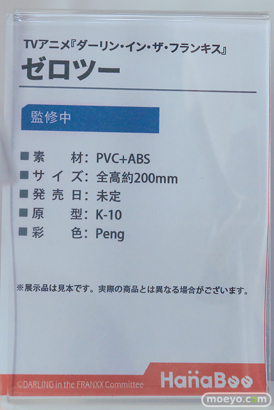 TVアニメ『ダーリン・イン・ザ・フランキス』
ゼロツー
監修中
■素　材：PVC+ABS
■サイズ：全高約200mm
■発売日：未定
■原　型：K-10
■彩　色：Peng
※展示品は見本です。実際の商品とは異なる場合がございます。
©DARLING in the FRANXX Committee
HanaBee
moeyo.com